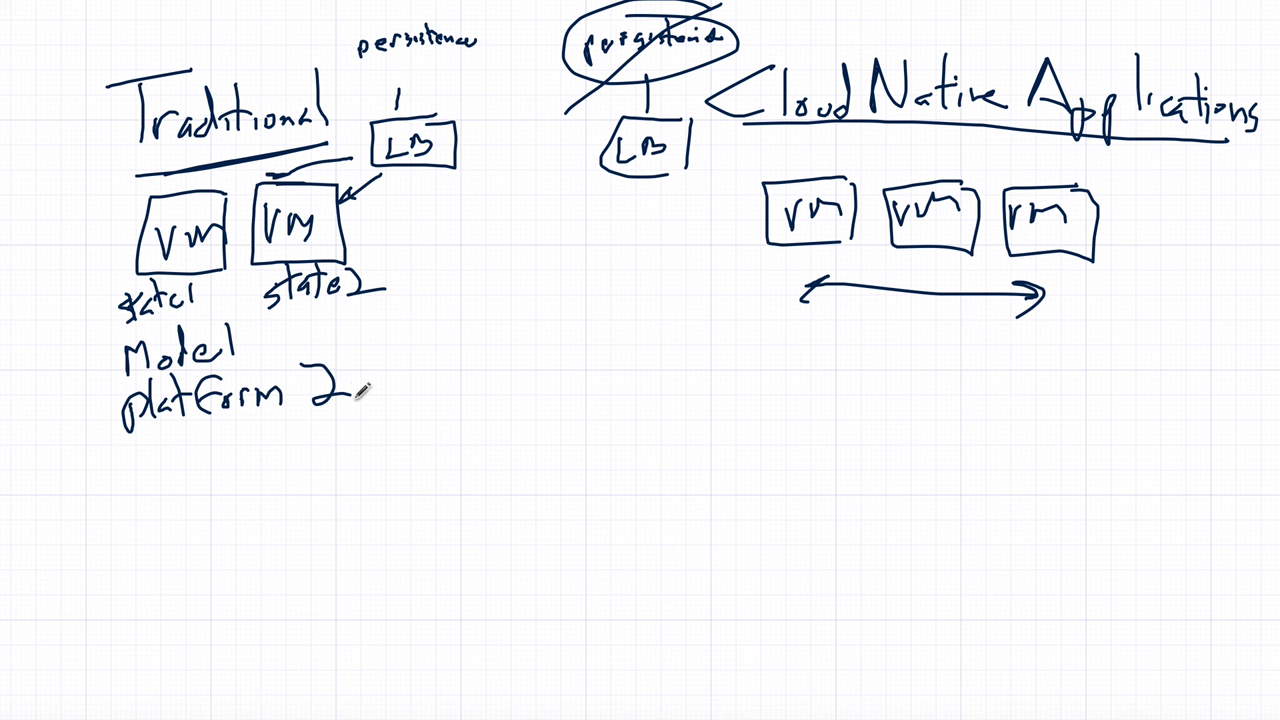 persistence
persistence
Traditional
LB
LB
Cloud Native Applications
VM
VM
VM
VM
VM
state1
state2
Model
platform 2